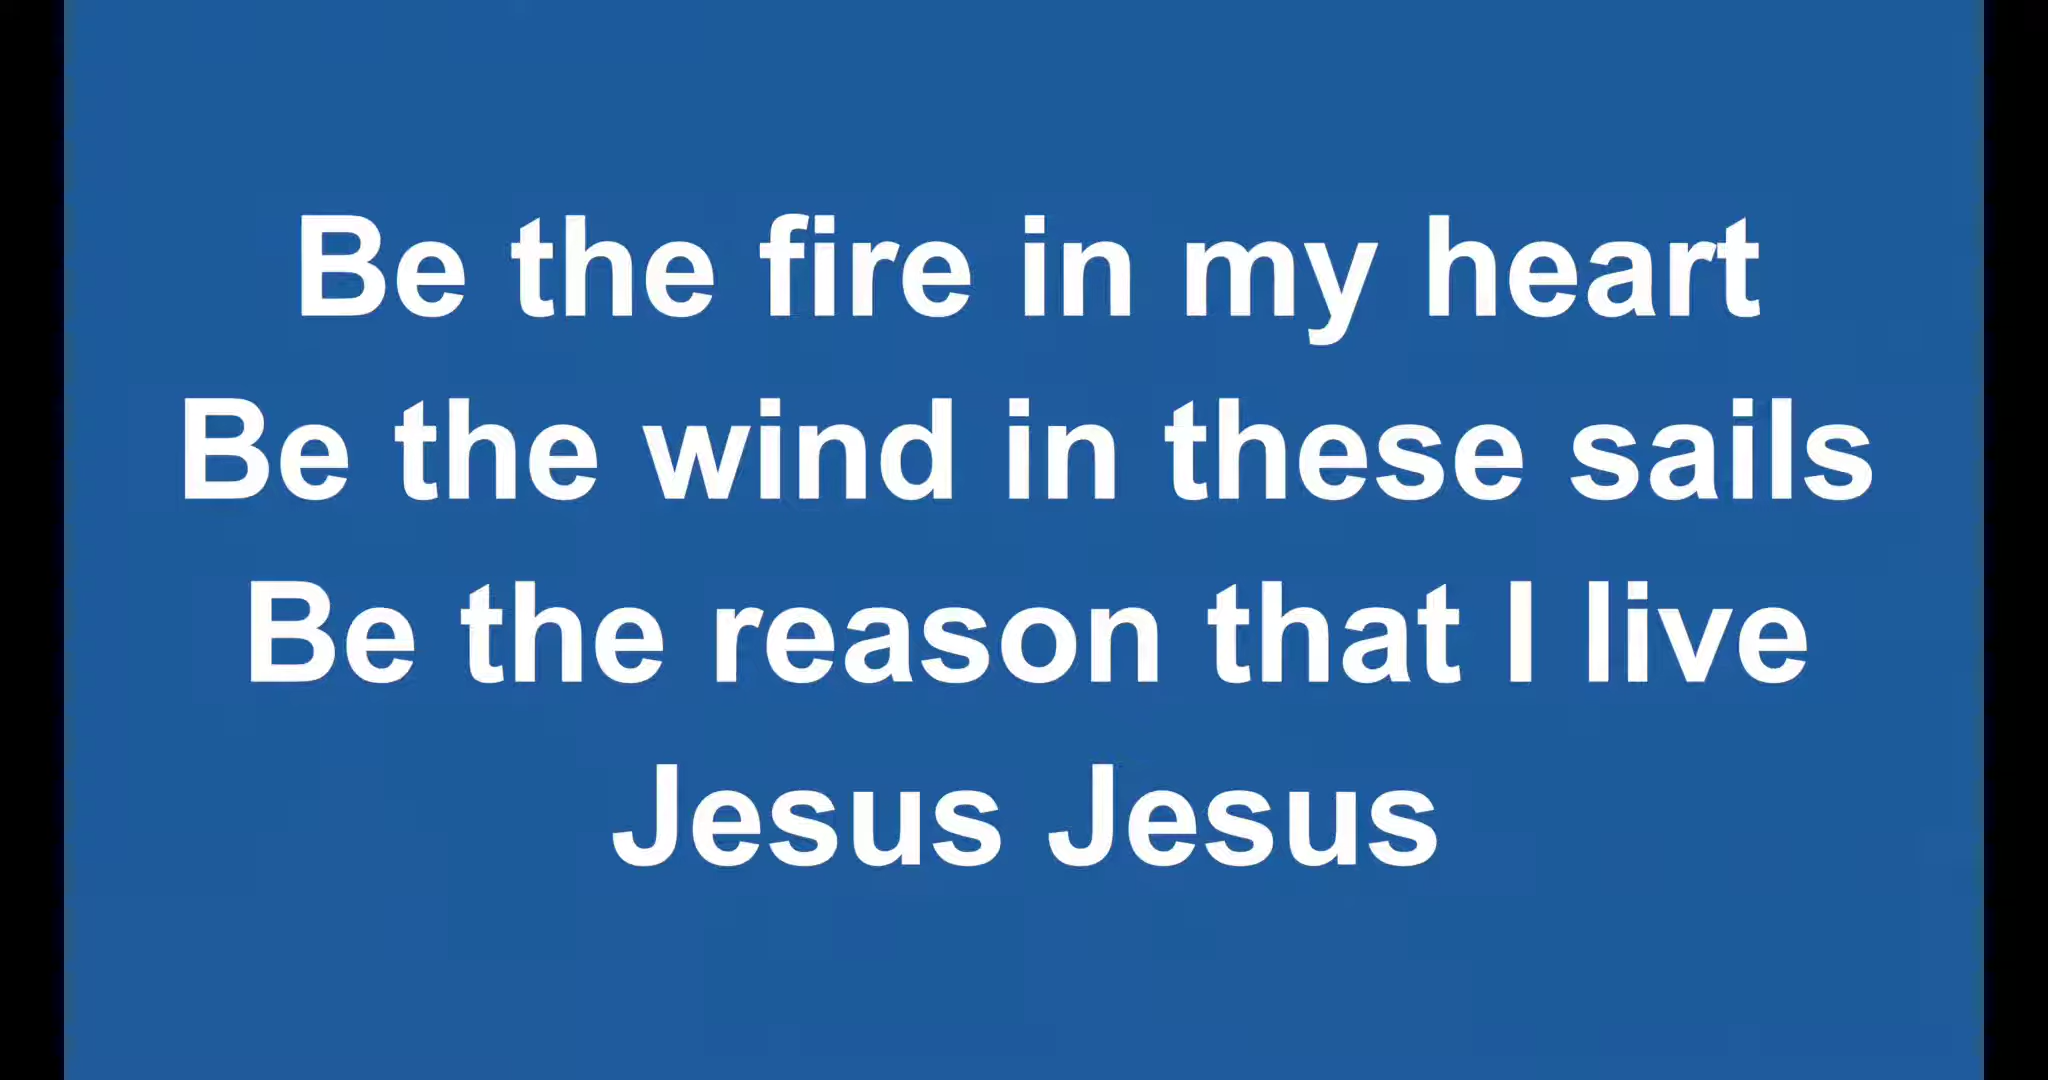 Be the fire in my heart
Be the wind in these sails
Be the reason that I live
Jesus Jesus